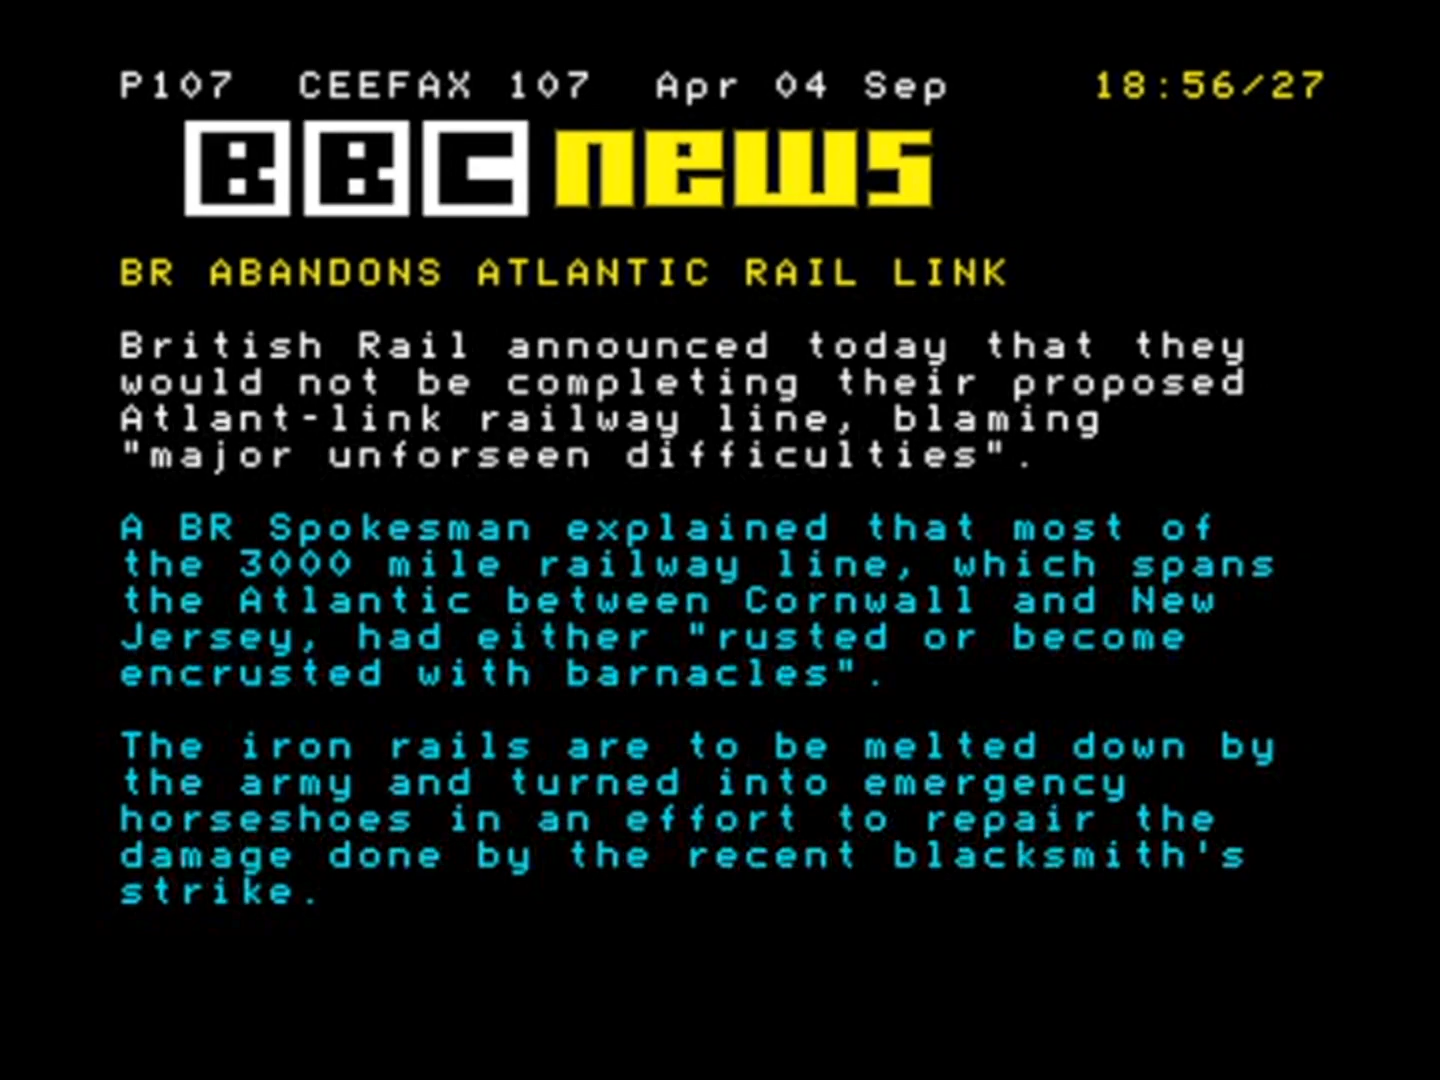 P107 CEEFAX 107 Apr 04 Sep 18:56/27
BBC news
BR ABANDONS ATLANTIC RAIL LINK
British Rail announced today that they
would not be completing their proposed
Atlant-link railway line, blaming
"major unforseen difficulties".
A BR Spokesman explained that most of
the 3000 mile railway line, which spans
the Atlantic between Cornwall and New
Jersey, had either "rusted or become
encrusted with barnacles".
The iron rails are to be melted down by
the army and turned into emergency
horseshoes in an effort to repair the
damage done by the recent blacksmith's
strike.